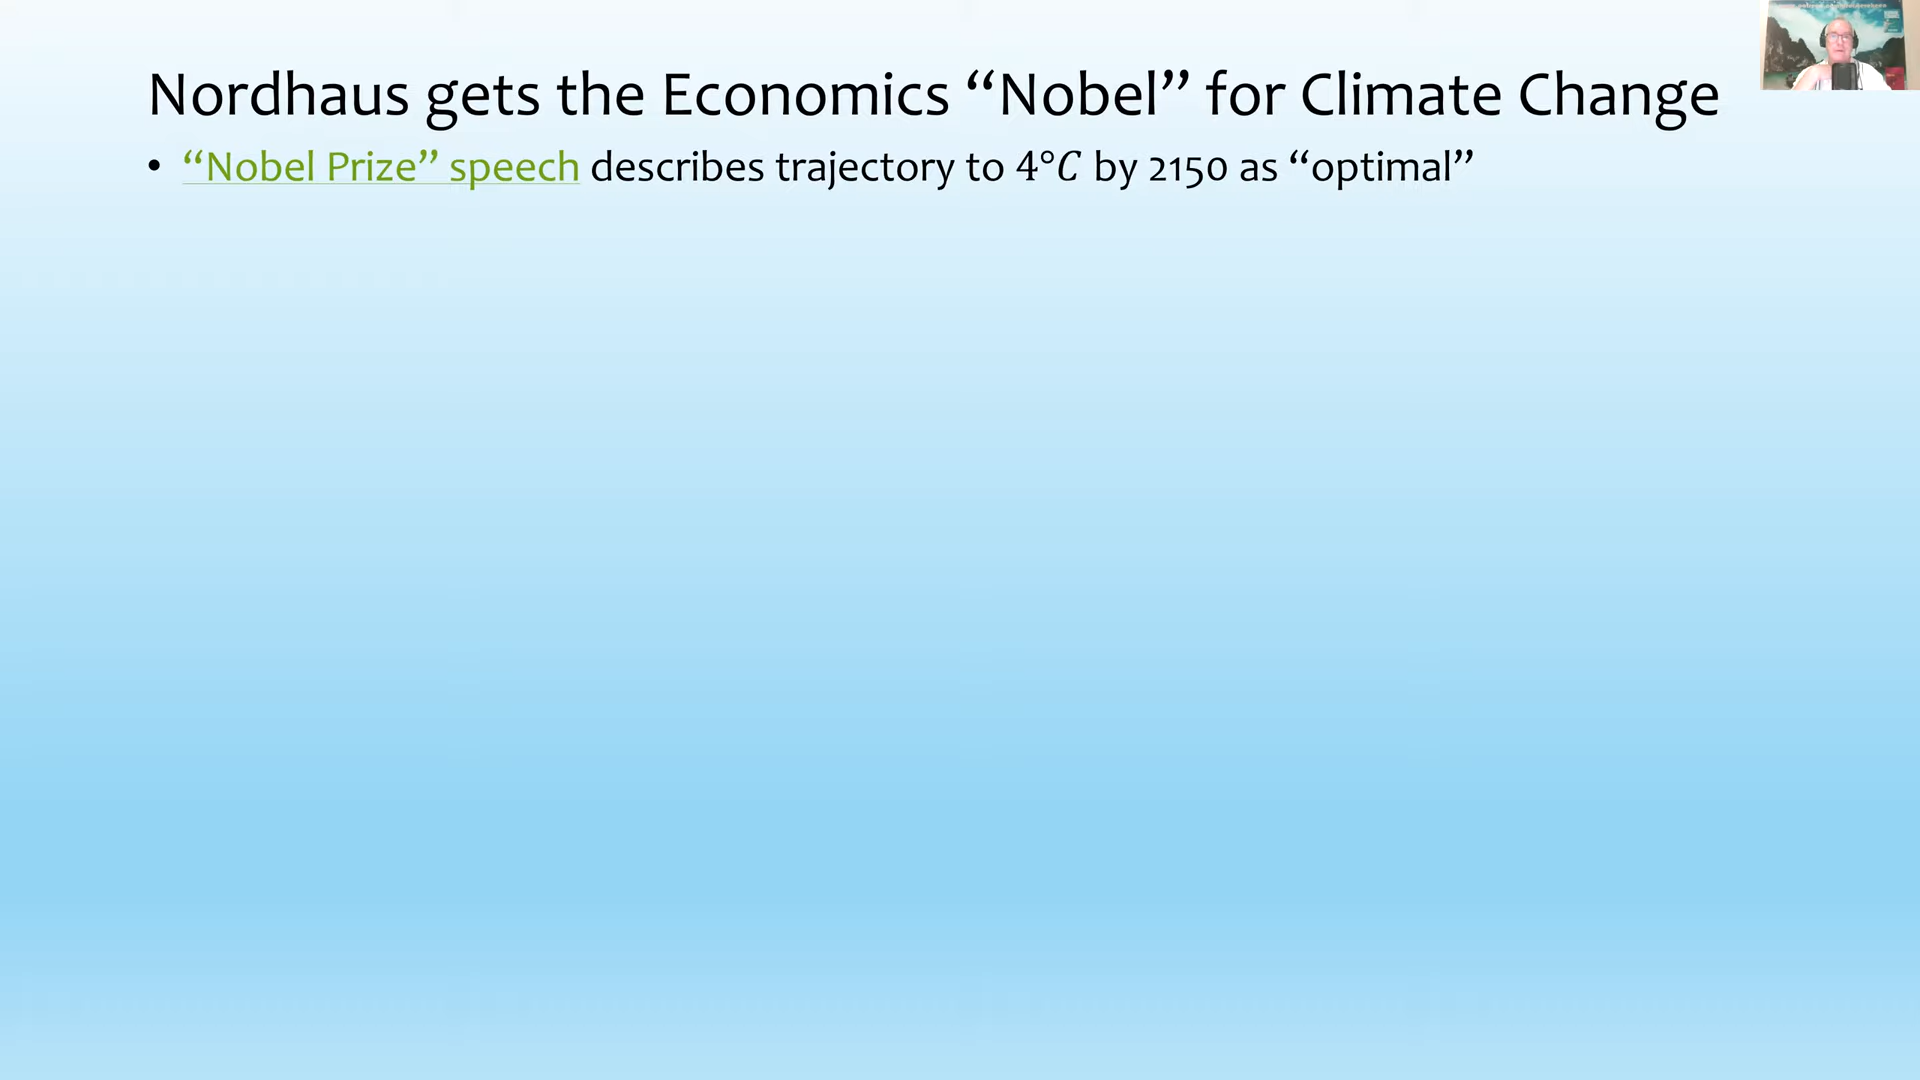 Nordhaus gets the Economics “Nobel” for Climate Change
• “Nobel Prize” speech describes trajectory to 4°C by 2150 as “optimal”